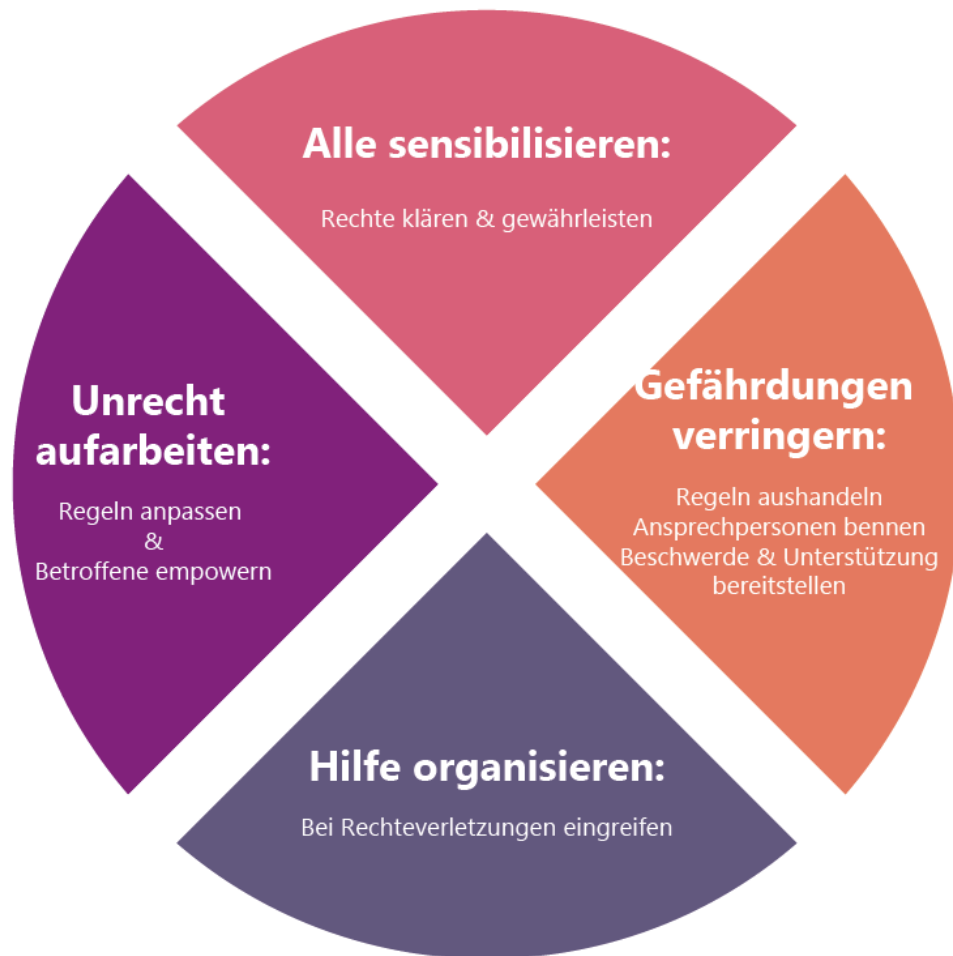 Alle sensibilisieren:
Rechte klären & gewährleisten
Gefährdungen
verringern:
Regeln aushandeln
Ansprechpersonen bennen
Beschwerde & Unterstützung
bereitstellen
Hilfe organisieren:
Bei Rechteverletzungen eingreifen
Unrecht
aufarbeiten:
Regeln anpassen
&
Betroffene empowern